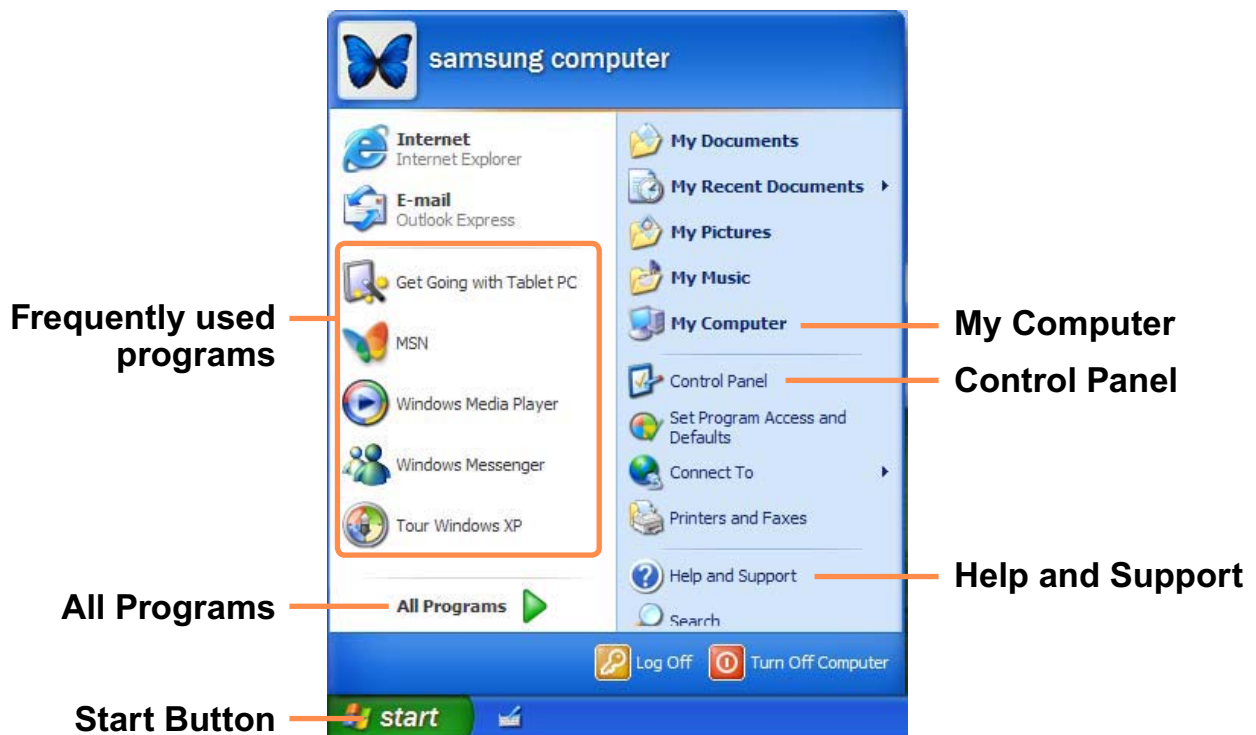 samsung computer
Internet
Internet Explorer
E-mail
Outlook Express
Get Going with Tablet PC
MSN
Windows Media Player
Windows Messenger
Tour Windows XP
All Programs
My Documents
My Recent Documents
My Pictures
My Music
My Computer
Control Panel
Set Program Access and
Defaults
Connect To
Printers and Faxes
Help and Support
Search
Log Off
Turn Off Computer
start
Frequently used
programs
All Programs
Start Button
My Computer
Control Panel
Help and Support